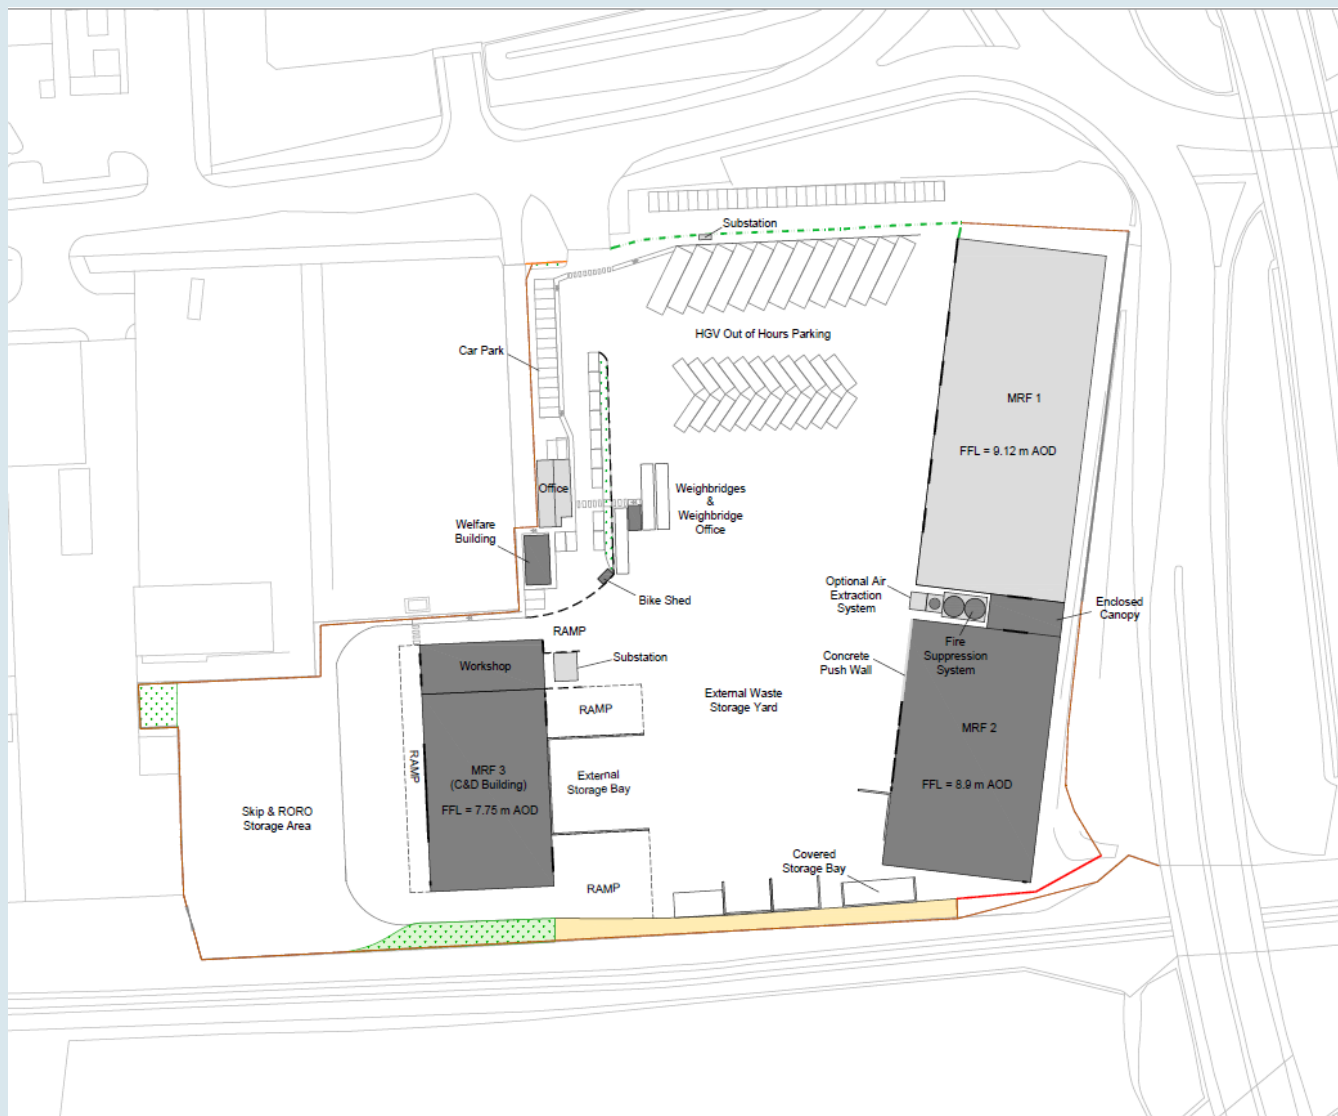 Substation
HGV Out of Hours Parking
Car Park
MRF 1
FFL = 9.12 m AOD
Office
Weighbridges
&
Weighbridge
Office
Welfare
Building
Optional Air
Extraction
System
Bike Shed
Enclosed
Canopy
RAMP
Fire
Suppression
System
Concrete
Push Wall
Substation
Workshop
External Waste
Storage Yard
RAMP
MRF 2
RAMP
MRF 3
(C&D Building)
FFL = 7.75 m AOD
External
Storage Bay
FFL = 8.9 m AOD
Skip & RORO
Storage Area
Covered
Storage Bay
RAMP